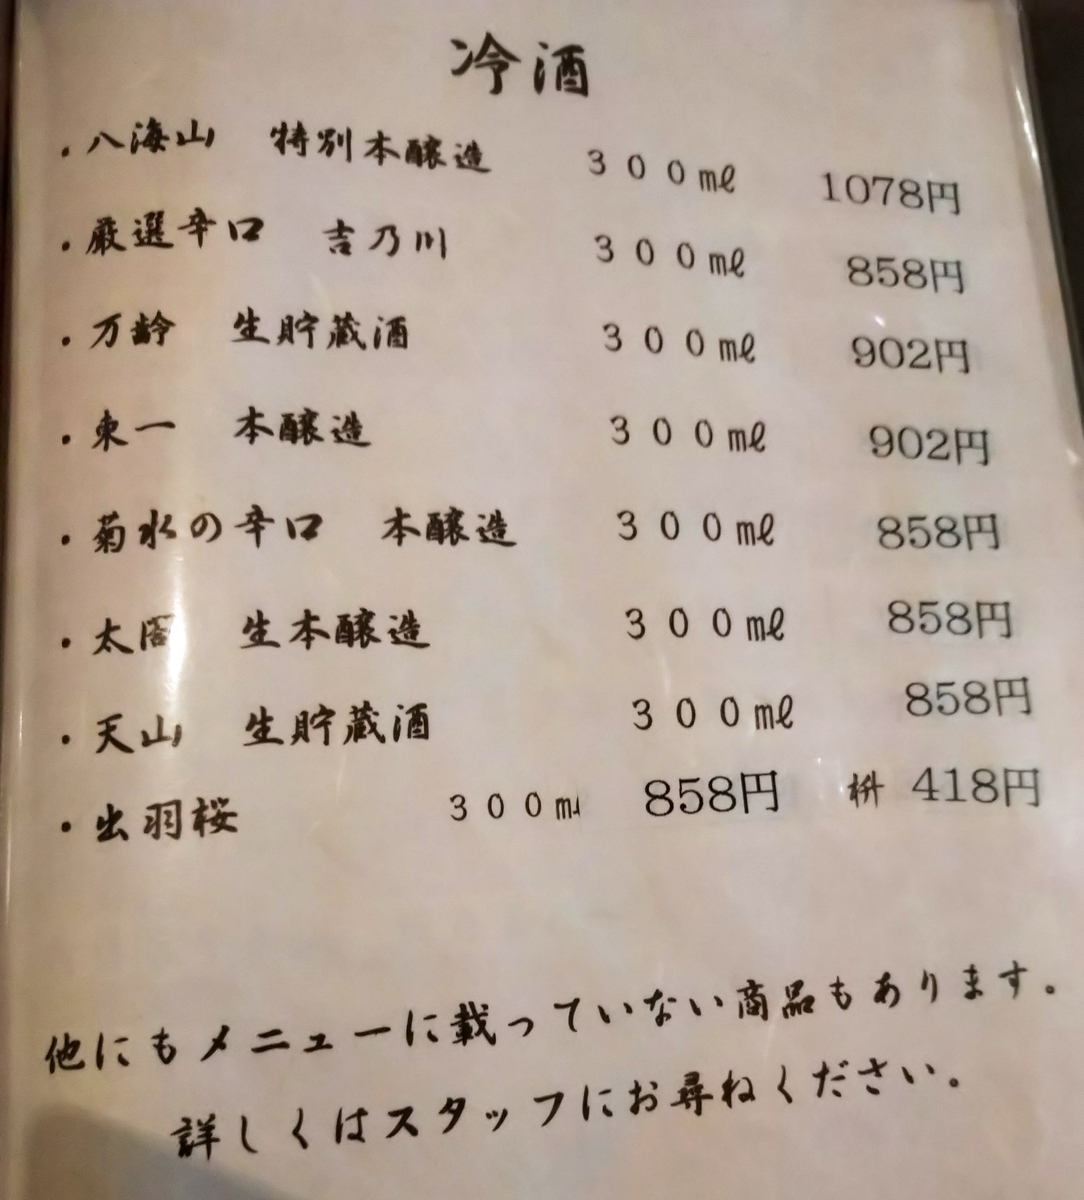 冷酒
・八海山 特別本醸造 300㎖ 1078円
・厳選辛口 吉乃川 300㎖ 858円
・万齢 生貯蔵酒 300㎖ 902円
・東一 本醸造 300㎖ 902円
・菊水の辛口 本醸造 300㎖ 858円
・太閤 生本醸造 300㎖ 858円
・天山 生貯蔵酒 300㎖ 858円
・出羽桜 300㎖ 858円 枡 418円
他にもメニューに載っていない商品もあります。
詳しくはスタッフにお尋ねください。